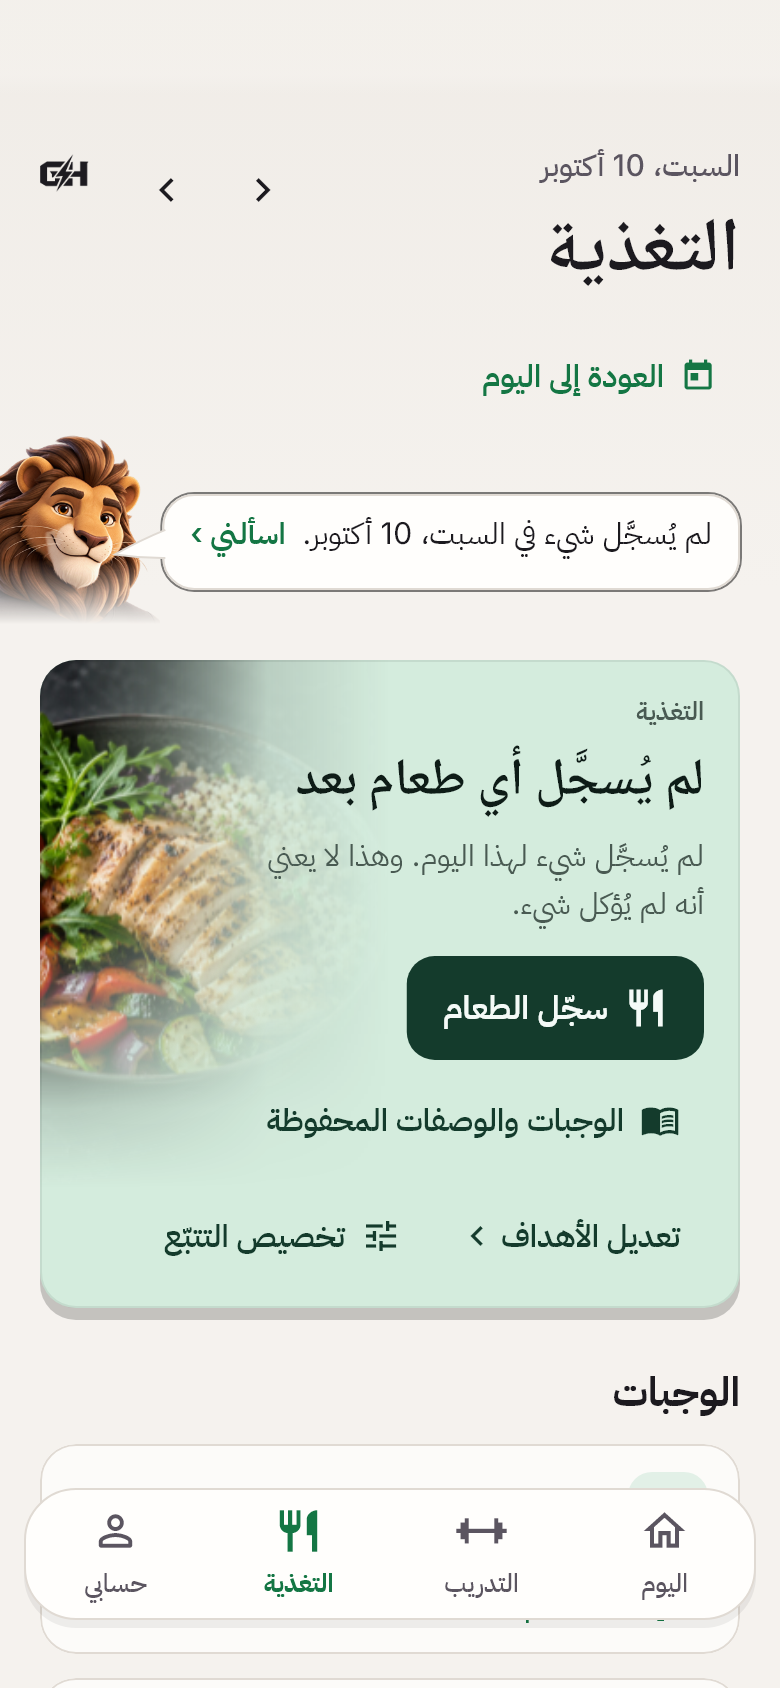 السبت، 10 أكتوبر
GH
التغذية
العودة إلى اليوم
لم يُسجَّل شيء في السبت، 10 أكتوبر. اسألني ›
التغذية
لم يُسجَّل أي طعام بعد
لم يُسجَّل شيء لهذا اليوم. وهذا لا يعني
أنه لم يُؤكل شيء.
سجّل الطعام
الوجبات والوصفات المحفوظة
تعديل الأهداف
تخصيص التتبّع
الوجبات
اليوم
التدريب
التغذية
حسابي